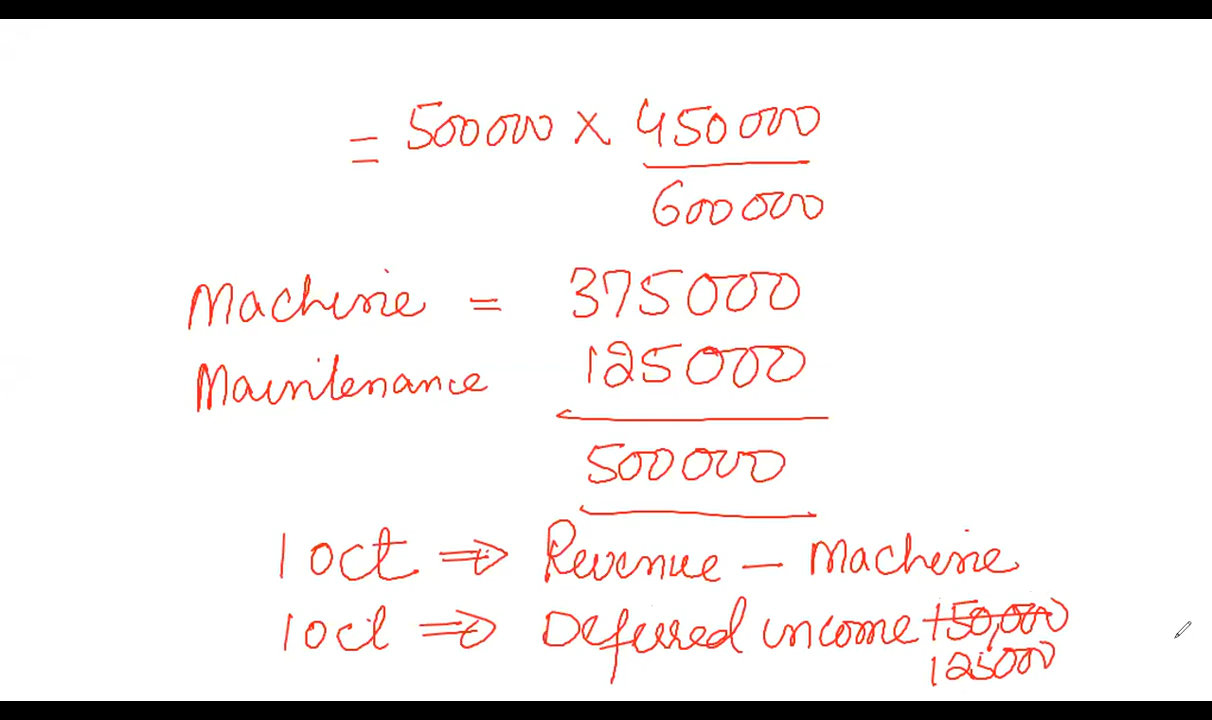 = 500000 × 450000
600000
Machine = 375000
Maintenance 125000
500000
1 oct ⇒ Revenue – Machine
1 oct ⇒ Deferred income 150,000
125000